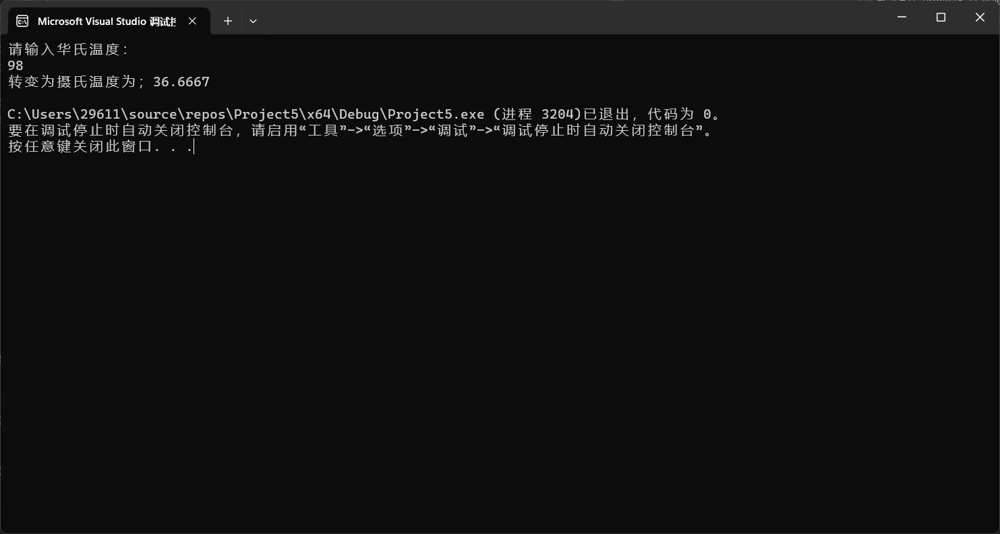 Microsoft Visual Studio 调试
请输入华氏温度：
98
转变为摄氏温度为；36.6667
C:\Users\29611\source\repos\Project5\x64\Debug\Project5.exe (进程 3204)已退出，代码为 0。
要在调试停止时自动关闭控制台，请启用“工具”->“选项”->“调试”->“调试停止时自动关闭控制台”。
按任意键关闭此窗口. . .